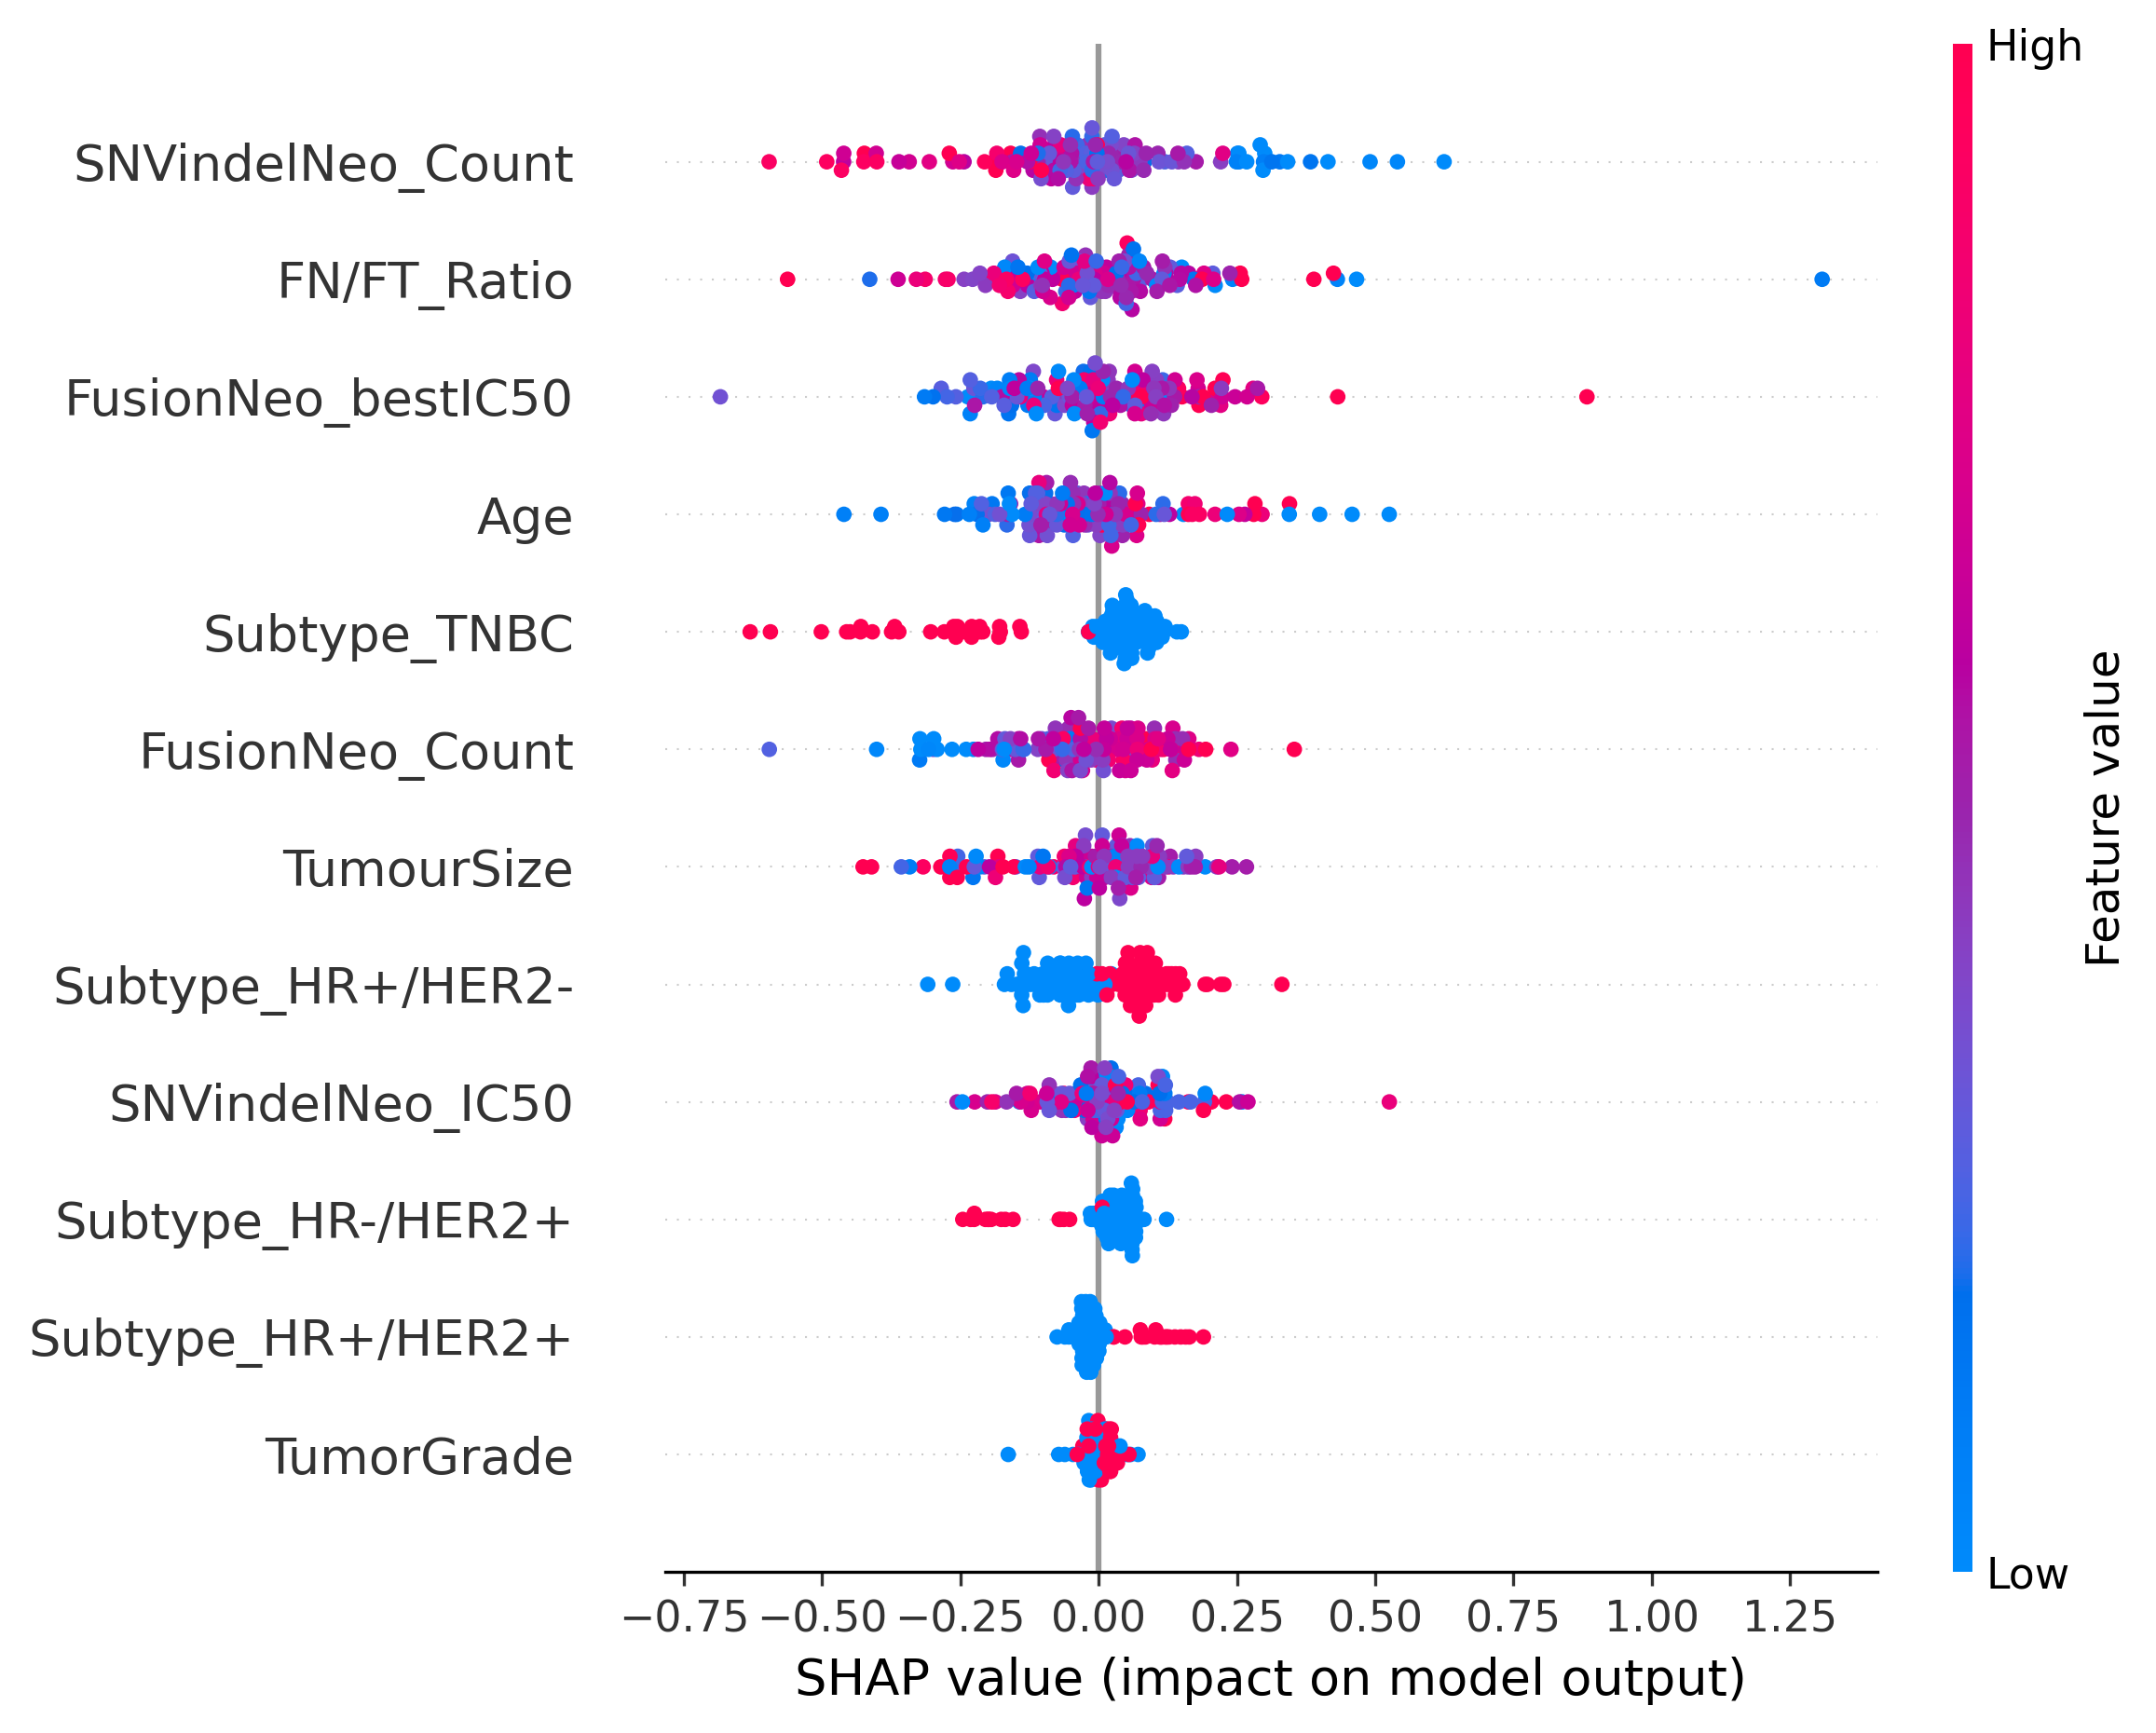 High
SNVindelNeo_Count
FN/FT_Ratio
FusionNeo_bestIC50
Age
Subtype_TNBC
FusionNeo_Count
TumourSize
Subtype_HR+/HER2-
SNVindelNeo_IC50
Subtype_HR-/HER2+
Subtype_HR+/HER2+
TumorGrade
Feature value
Low
−0.75 −0.50 −0.25 0.00 0.25 0.50 0.75 1.00 1.25
SHAP value (impact on model output)